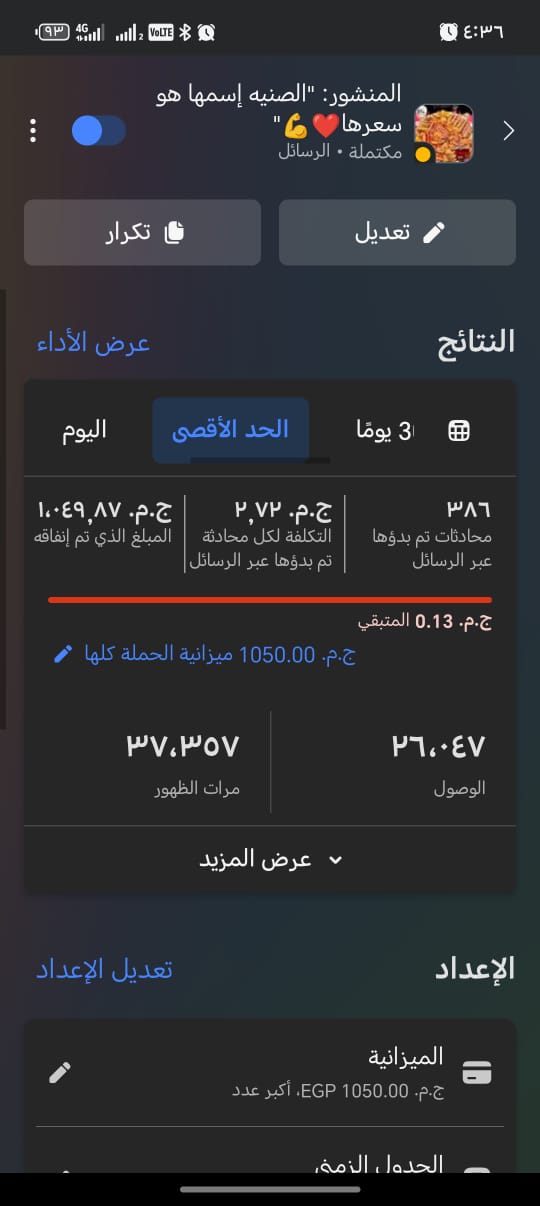 ٤:٣٦
٩٣ 4G 2 VoLTE
المنشور: "الصنيه إسمها هو
سعرها❤️💪"
مكتملة • الرسائل
تعديل
تكرار
النتائج
عرض الأداء
30 يومًا
الحد الأقصى
اليوم
٣٨٦
محادثات تم بدؤها
عبر الرسائل
ج.م. ٢,٧٢
التكلفة لكل محادثة
تم بدؤها عبر الرسائل
ج.م. ١،٠٤٩,٨٧
المبلغ الذي تم إنفاقه
ج.م. 0.13 المتبقي
ج.م. 1050.00 ميزانية الحملة كلها
٢٦،٠٤٧
الوصول
٣٧،٣٥٧
مرات الظهور
عرض المزيد
الإعداد
تعديل الإعداد
الميزانية
ج.م. EGP 1050.00، أكبر عدد
الجدول الزمني